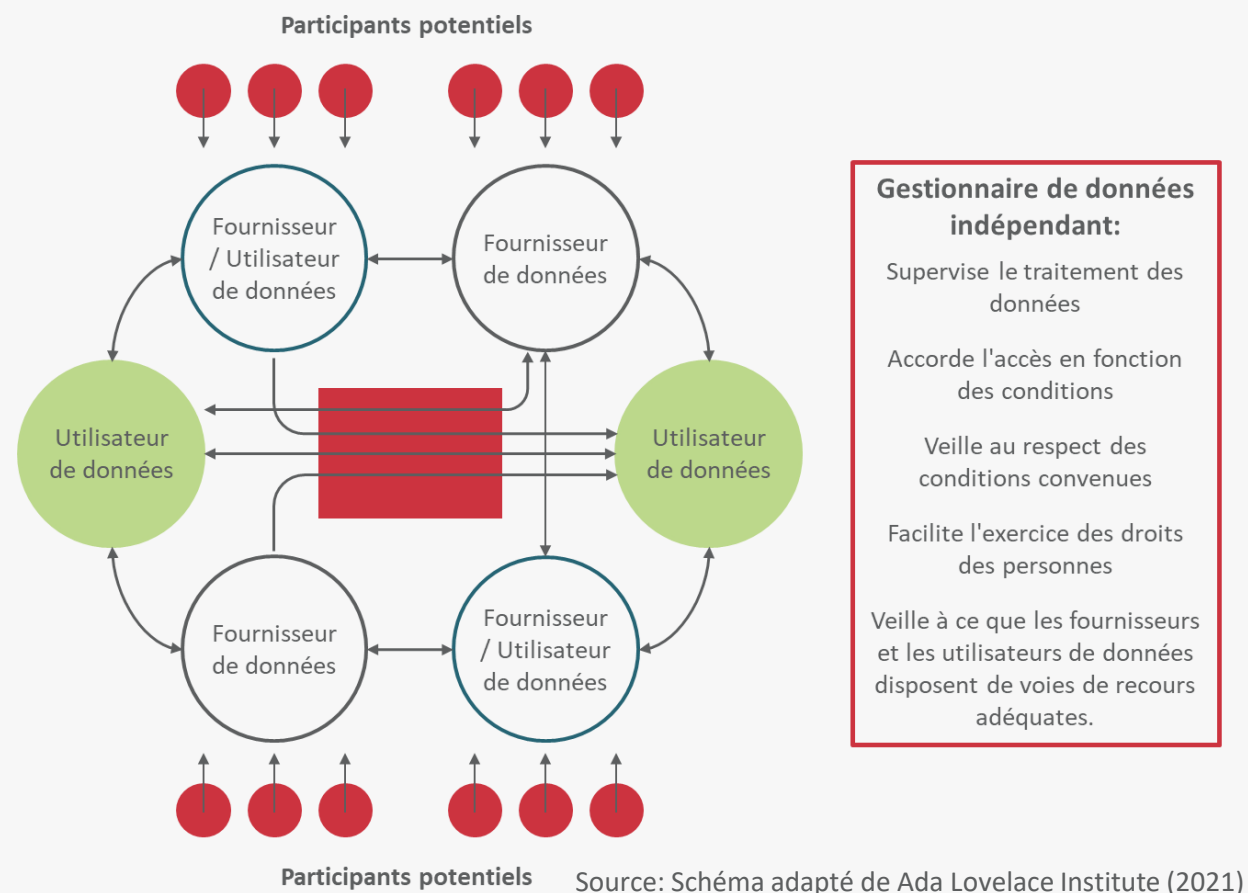 Participants potentiels
Fournisseur
/ Utilisateur
de données
Fournisseur
de données
Utilisateur
de données
Utilisateur
de données
Fournisseur
de données
Fournisseur
/ Utilisateur
de données
Participants potentiels
Gestionnaire de données
indépendant:
Supervise le traitement des
données
Accorde l'accès en fonction
des conditions
Veille au respect des
conditions convenues
Facilite l'exercice des droits
des personnes
Veille à ce que les fournisseurs
et les utilisateurs de données
disposent de voies de recours
adéquates.
Source: Schéma adapté de Ada Lovelace Institute (2021)